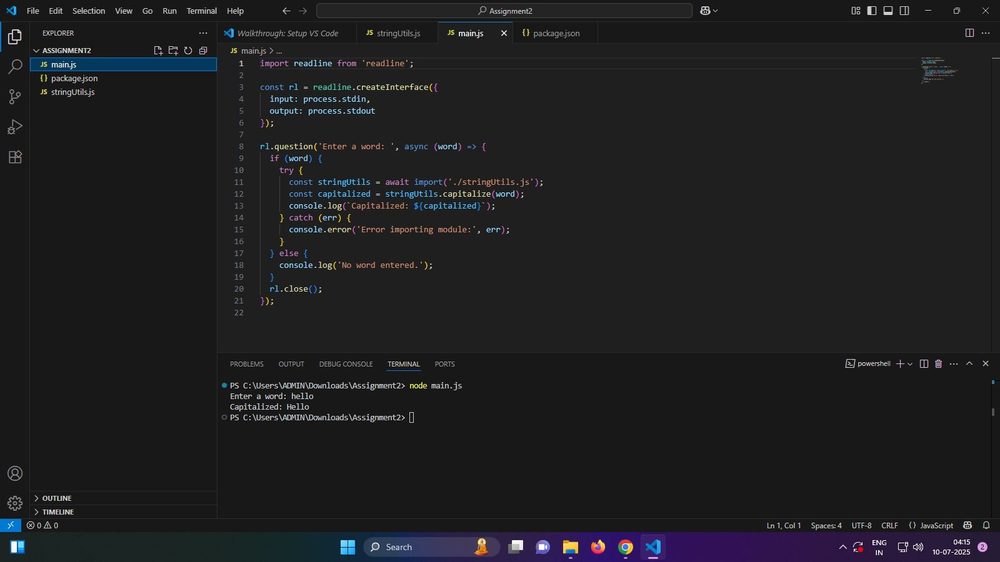 File Edit Selection View Go Run Terminal Help
Assignment2
EXPLORER
ASSIGNMENT2
JS main.js
{} package.json
JS stringUtils.js
OUTLINE
TIMELINE
Walkthrough: Setup VS Code
JS stringUtils.js
JS main.js
{} package.json
JS main.js > ...
1 import readline from 'readline';
2
3 const rl = readline.createInterface({
4   input: process.stdin,
5   output: process.stdout
6 });
7
8 rl.question('Enter a word: ', async (word) => {
9   if (word) {
10     try {
11       const stringUtils = await import('./stringUtils.js');
12       const capitalized = stringUtils.capitalize(word);
13       console.log(`Capitalized: ${capitalized}`);
14     } catch (err) {
15       console.error('Error importing module:', err);
16     }
17   } else {
18     console.log('No word entered.');
19   }
20   rl.close();
21 });
22
PROBLEMS OUTPUT DEBUG CONSOLE TERMINAL PORTS
powershell
PS C:\Users\ADMIN\Downloads\Assignment2> node main.js
Enter a word: hello
Capitalized: Hello
PS C:\Users\ADMIN\Downloads\Assignment2>
0 0
Ln 1, Col 1 Spaces: 4 UTF-8 CRLF {} JavaScript
Search
ENG
IN
04:15
10-07-2025
2